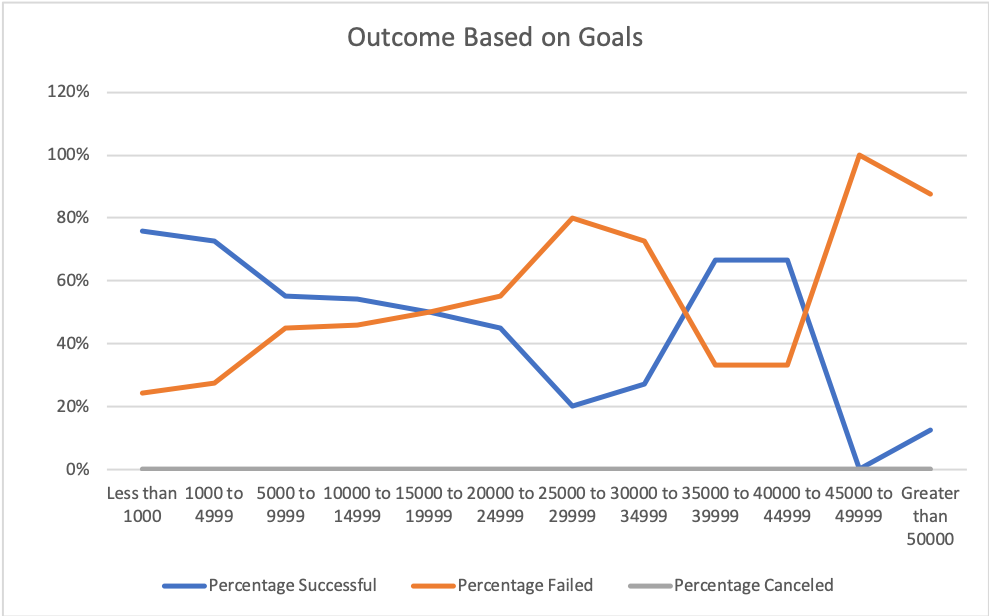 Outcome Based on Goals
120%
100%
80%
60%
40%
20%
0%
Less than 1000 to 5000 to 10000 to 15000 to 20000 to 25000 to 30000 to 35000 to 40000 to 45000 to Greater
1000 4999 9999 14999 19999 24999 29999 34999 39999 44999 49999 than
50000
Percentage Successful Percentage Failed Percentage Canceled